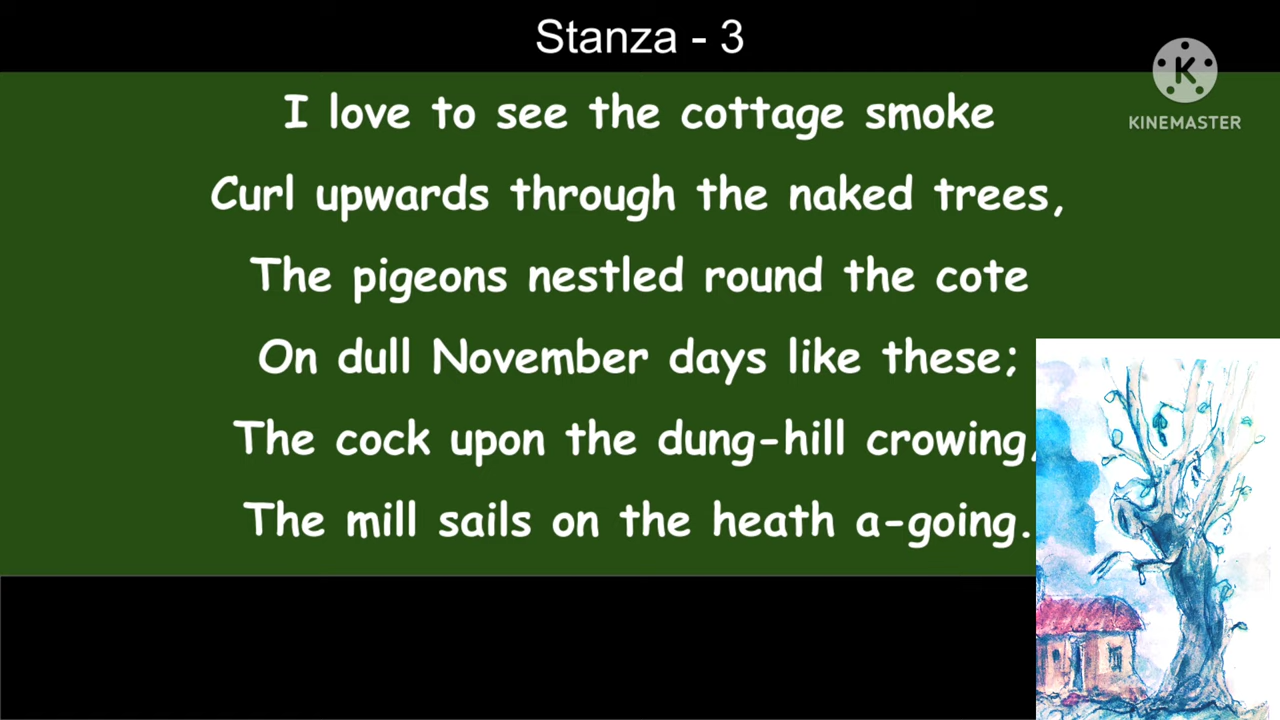 Stanza - 3
K
KINEMASTER
I love to see the cottage smoke
Curl upwards through the naked trees,
The pigeons nestled round the cote
On dull November days like these;
The cock upon the dung-hill crowing,
The mill sails on the heath a-going.